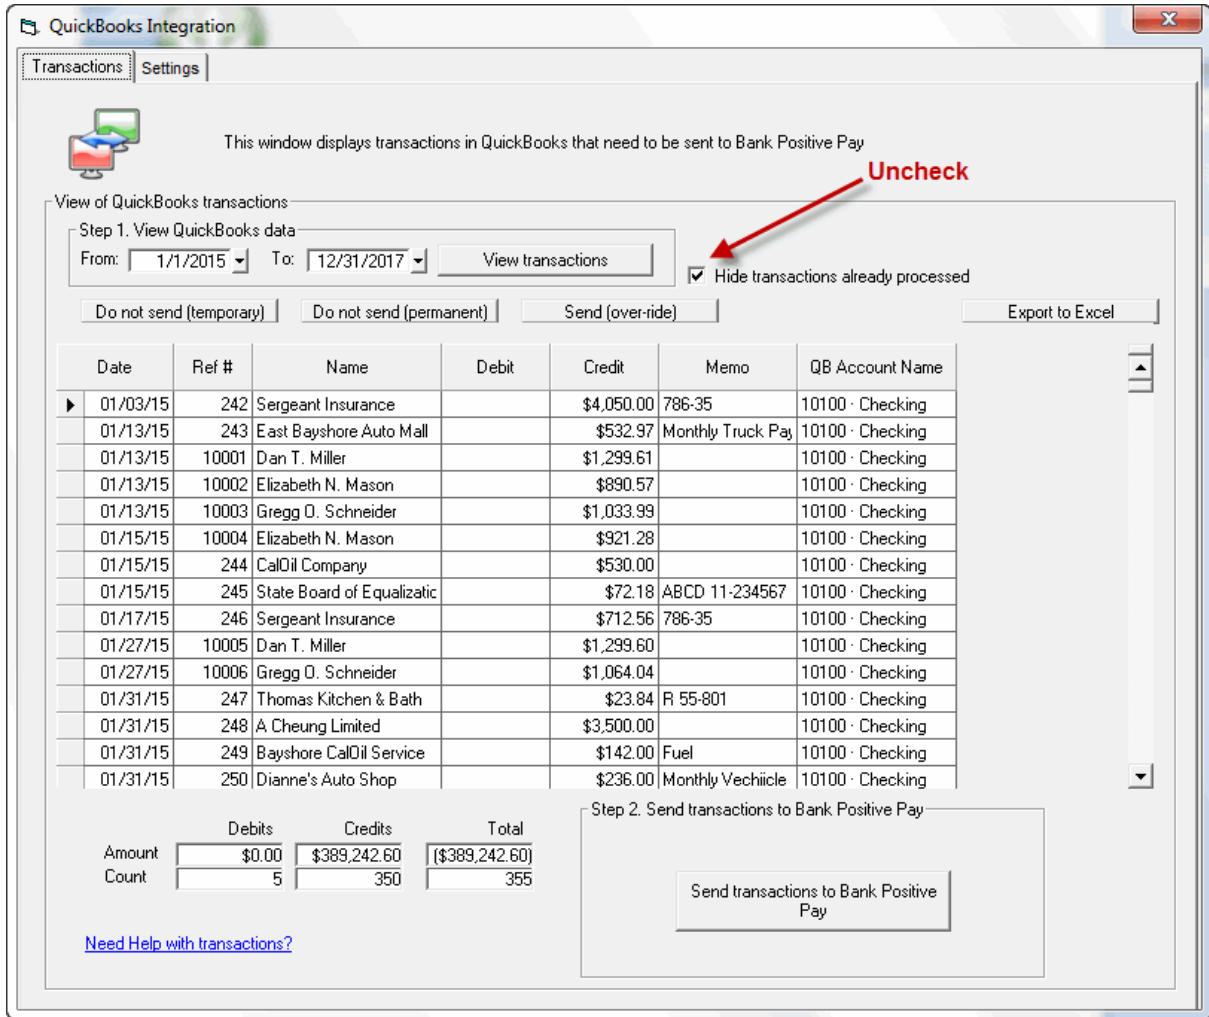 QuickBooks Integration
Transactions Settings
This window displays transactions in QuickBooks that need to be sent to Bank Positive Pay
Uncheck
View of QuickBooks transactions
Step 1. View QuickBooks data
From: 1/1/2015 To: 12/31/2017 View transactions
Hide transactions already processed
Do not send (temporary) Do not send (permanent) Send (over-ride) Export to Excel
Date Ref # Name Debit Credit Memo QB Account Name
01/03/15 242 Sergeant Insurance $4,050.00 786-35 10100 · Checking
01/13/15 243 East Bayshore Auto Mall $532.97 Monthly Truck Pay 10100 · Checking
01/13/15 10001 Dan T. Miller $1,299.61 10100 · Checking
01/13/15 10002 Elizabeth N. Mason $890.57 10100 · Checking
01/13/15 10003 Gregg O. Schneider $1,033.99 10100 · Checking
01/15/15 10004 Elizabeth N. Mason $921.28 10100 · Checking
01/15/15 244 CalOil Company $530.00 10100 · Checking
01/15/15 245 State Board of Equalizatic $72.18 ABCD 11-234567 10100 · Checking
01/17/15 246 Sergeant Insurance $712.56 786-35 10100 · Checking
01/27/15 10005 Dan T. Miller $1,299.60 10100 · Checking
01/27/15 10006 Gregg O. Schneider $1,064.04 10100 · Checking
01/31/15 247 Thomas Kitchen & Bath $23.84 R 55-801 10100 · Checking
01/31/15 248 A Cheung Limited $3,500.00 10100 · Checking
01/31/15 249 Bayshore CalOil Service $142.00 Fuel 10100 · Checking
01/31/15 250 Dianne's Auto Shop $236.00 Monthly Vechiicle 10100 · Checking
Step 2. Send transactions to Bank Positive Pay
Debits Credits Total
Amount $0.00 $389,242.60 ($389,242.60)
Count 5 350 355
Send transactions to Bank Positive
Pay
Need Help with transactions?